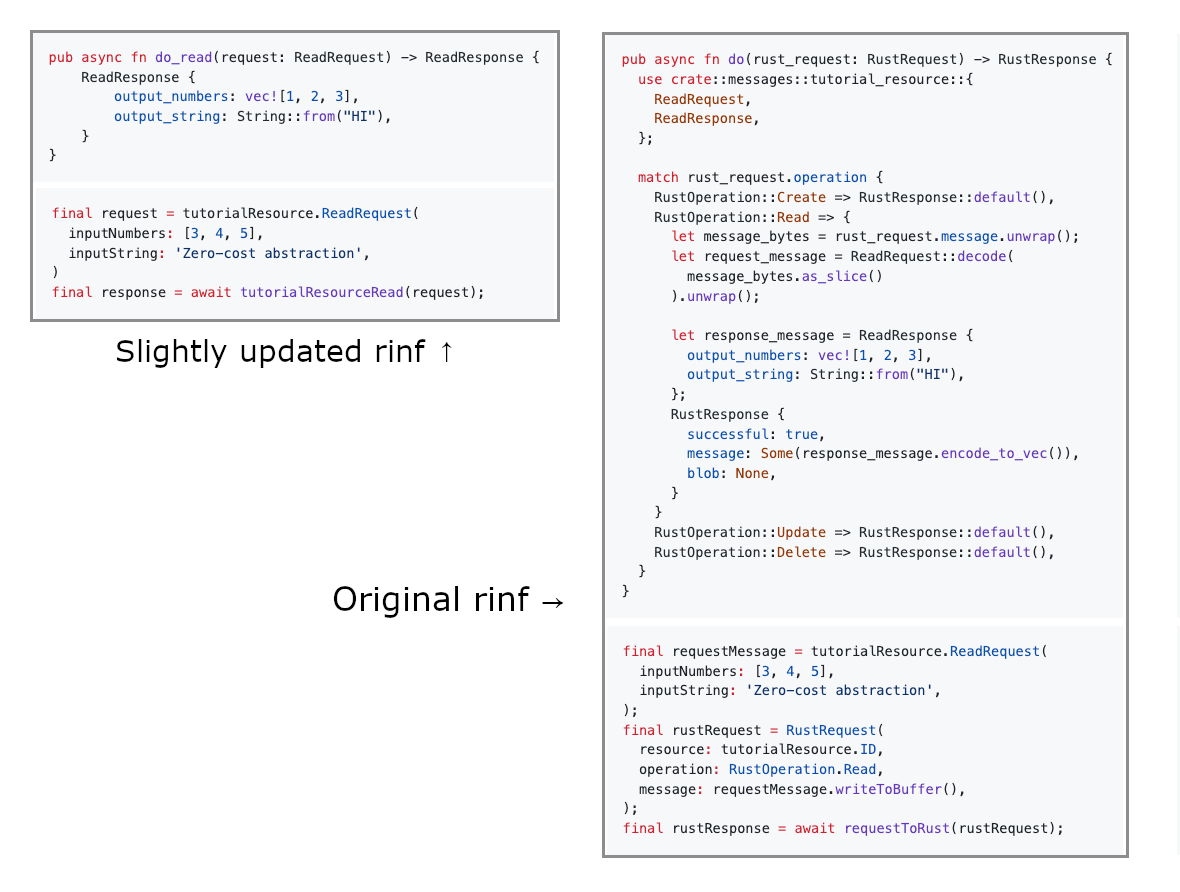 pub async fn do_read(request: ReadRequest) -> ReadResponse {
    ReadResponse {
        output_numbers: vec![1, 2, 3],
        output_string: String::from("HI"),
    }
}
final request = tutorialResource.ReadRequest(
  inputNumbers: [3, 4, 5],
  inputString: 'Zero-cost abstraction',
)
final response = await tutorialResourceRead(request);
Slightly updated rinf ↑
Original rinf →
pub async fn do(rust_request: RustRequest) -> RustResponse {
  use crate::messages::tutorial_resource::{
    ReadRequest,
    ReadResponse,
  };
  match rust_request.operation {
    RustOperation::Create => RustResponse::default(),
    RustOperation::Read => {
      let message_bytes = rust_request.message.unwrap();
      let request_message = ReadRequest::decode(
        message_bytes.as_slice()
      ).unwrap();
      let response_message = ReadResponse {
        output_numbers: vec![1, 2, 3],
        output_string: String::from("HI"),
      };
      RustResponse {
        successful: true,
        message: Some(response_message.encode_to_vec()),
        blob: None,
      }
    }
    RustOperation::Update => RustResponse::default(),
    RustOperation::Delete => RustResponse::default(),
  }
}
final requestMessage = tutorialResource.ReadRequest(
  inputNumbers: [3, 4, 5],
  inputString: 'Zero-cost abstraction',
);
final rustRequest = RustRequest(
  resource: tutorialResource.ID,
  operation: RustOperation.Read,
  message: requestMessage.writeToBuffer(),
);
final rustResponse = await requestToRust(rustRequest);